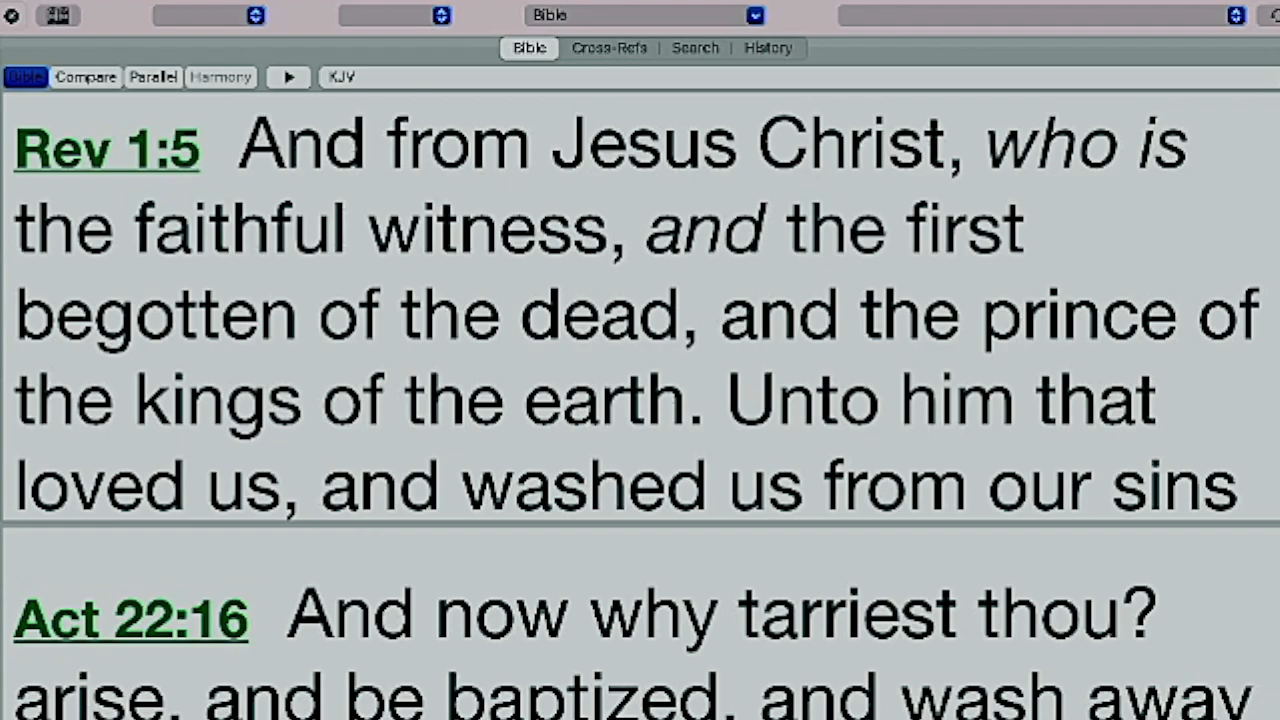 Bible
Bible Cross-Refs Search History
Bible Compare Parallel Harmony KJV
Rev 1:5 And from Jesus Christ, who is
the faithful witness, and the first
begotten of the dead, and the prince of
the kings of the earth. Unto him that
loved us, and washed us from our sins
Act 22:16 And now why tarriest thou?
arise, and be baptized, and wash away